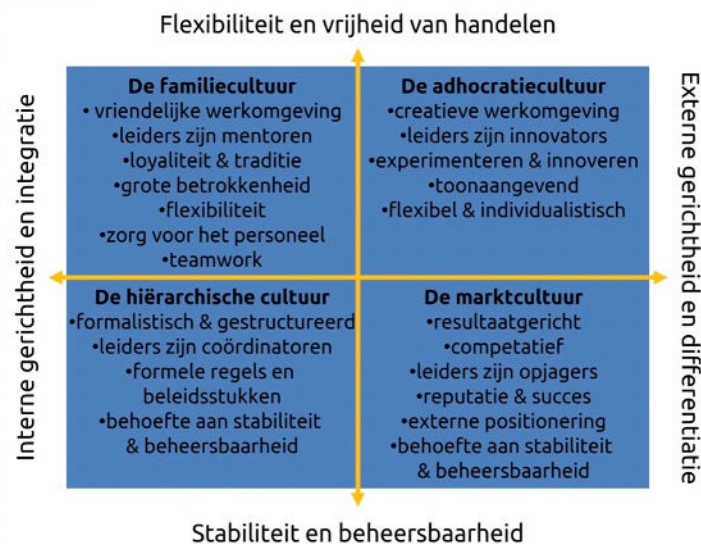 Flexibiliteit en vrijheid van handelen
Interne gerichtheid en integratie
De familiecultuur
• vriendelijke werkomgeving
•leiders zijn mentoren
•loyaliteit & traditie
•grote betrokkenheid
•flexibiliteit
•zorg voor het personeel
•teamwork
De adhocratiecultuur
•creatieve werkomgeving
•leiders zijn innovators
•experimenteren & innoveren
•toonaangevend
•flexibel & individualistisch
De hiërarchische cultuur
•formalistisch & gestructureerd
•leiders zijn coördinatoren
•formele regels en
beleidsstukken
•behoefte aan stabiliteit
& beheersbaarheid
De marktcultuur
•resultaatgericht
•competatief
•leiders zijn opjagers
•reputatie & succes
•externe positionering
•behoefte aan stabiliteit
& beheersbaarheid
Externe gerichtheid en differentiatie
Stabiliteit en beheersbaarheid